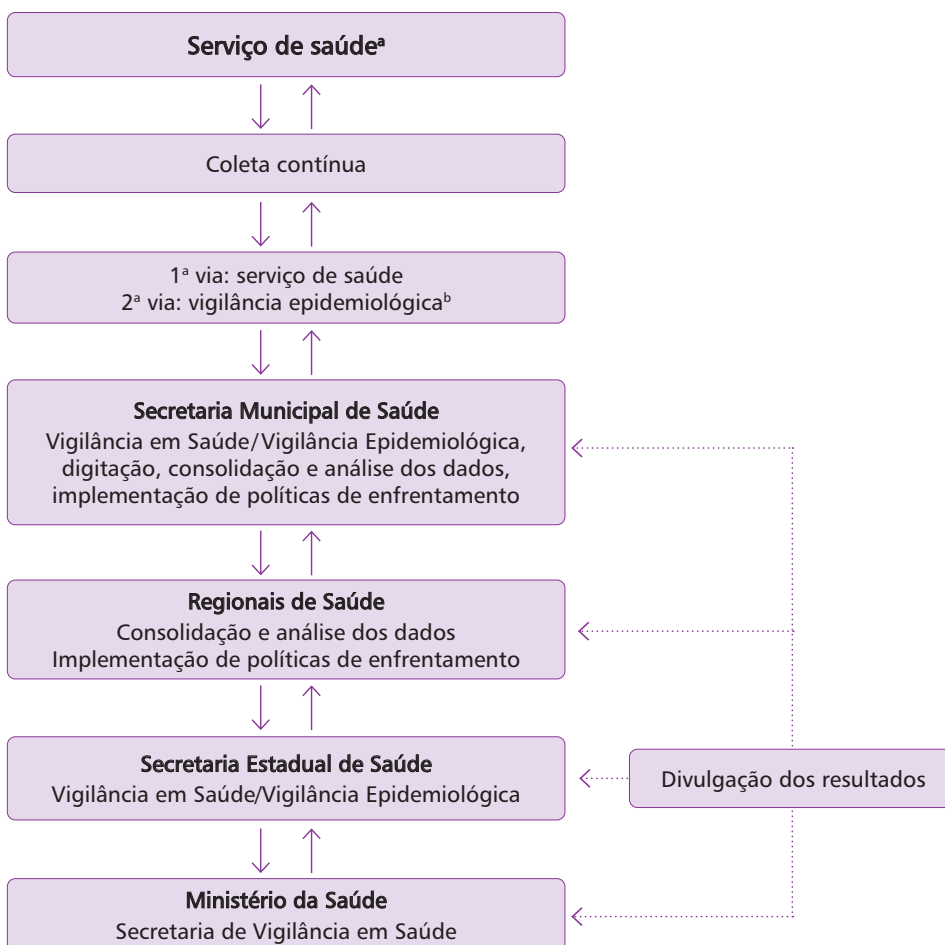 Serviço de saúdeᵃ
Coleta contínua
1ª via: serviço de saúde
2ª via: vigilância epidemiológicaᵇ
Secretaria Municipal de Saúde
Vigilância em Saúde/Vigilância Epidemiológica,
digitação, consolidação e análise dos dados,
implementação de políticas de enfrentamento
Regionais de Saúde
Consolidação e análise dos dados
Implementação de políticas de enfrentamento
Secretaria Estadual de Saúde
Vigilância em Saúde/Vigilância Epidemiológica
Divulgação dos resultados
Ministério da Saúde
Secretaria de Vigilância em Saúde